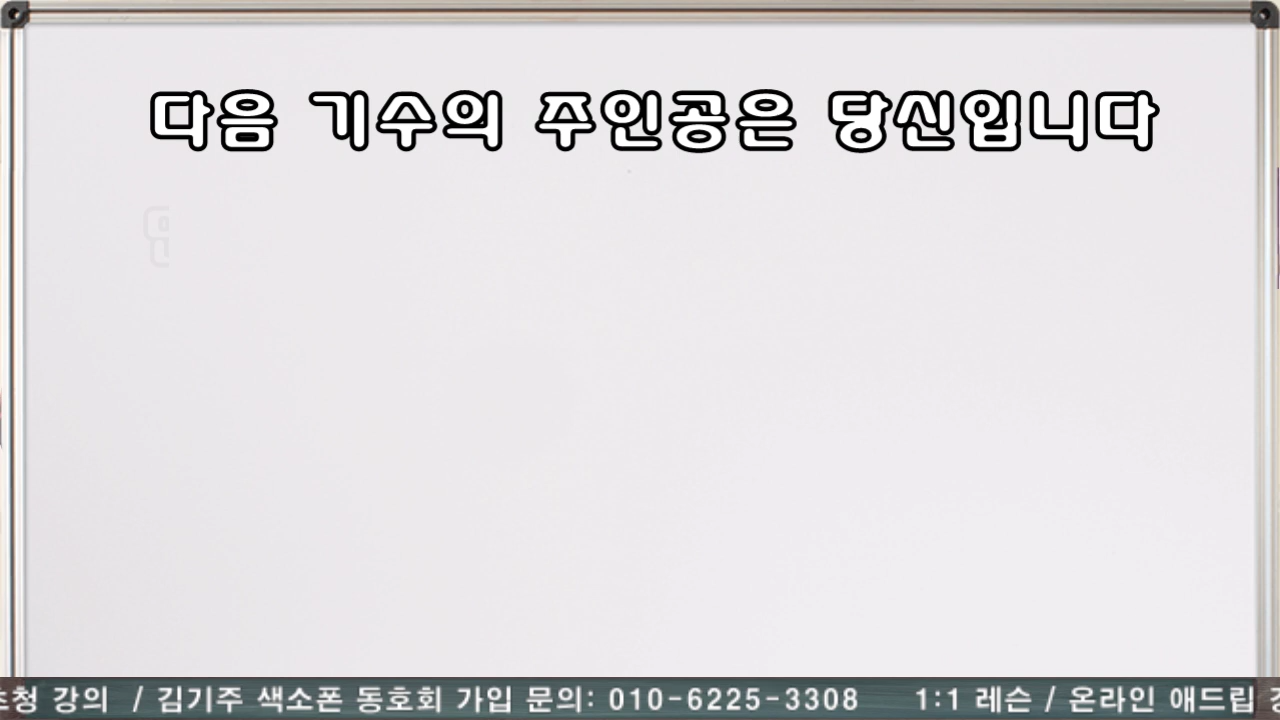 다음 기수의 주인공은 당신입니다
초청 강의 / 김기주 색소폰 동호회 가입 문의: 010-6225-3308 1:1 레슨 / 온라인 애드립